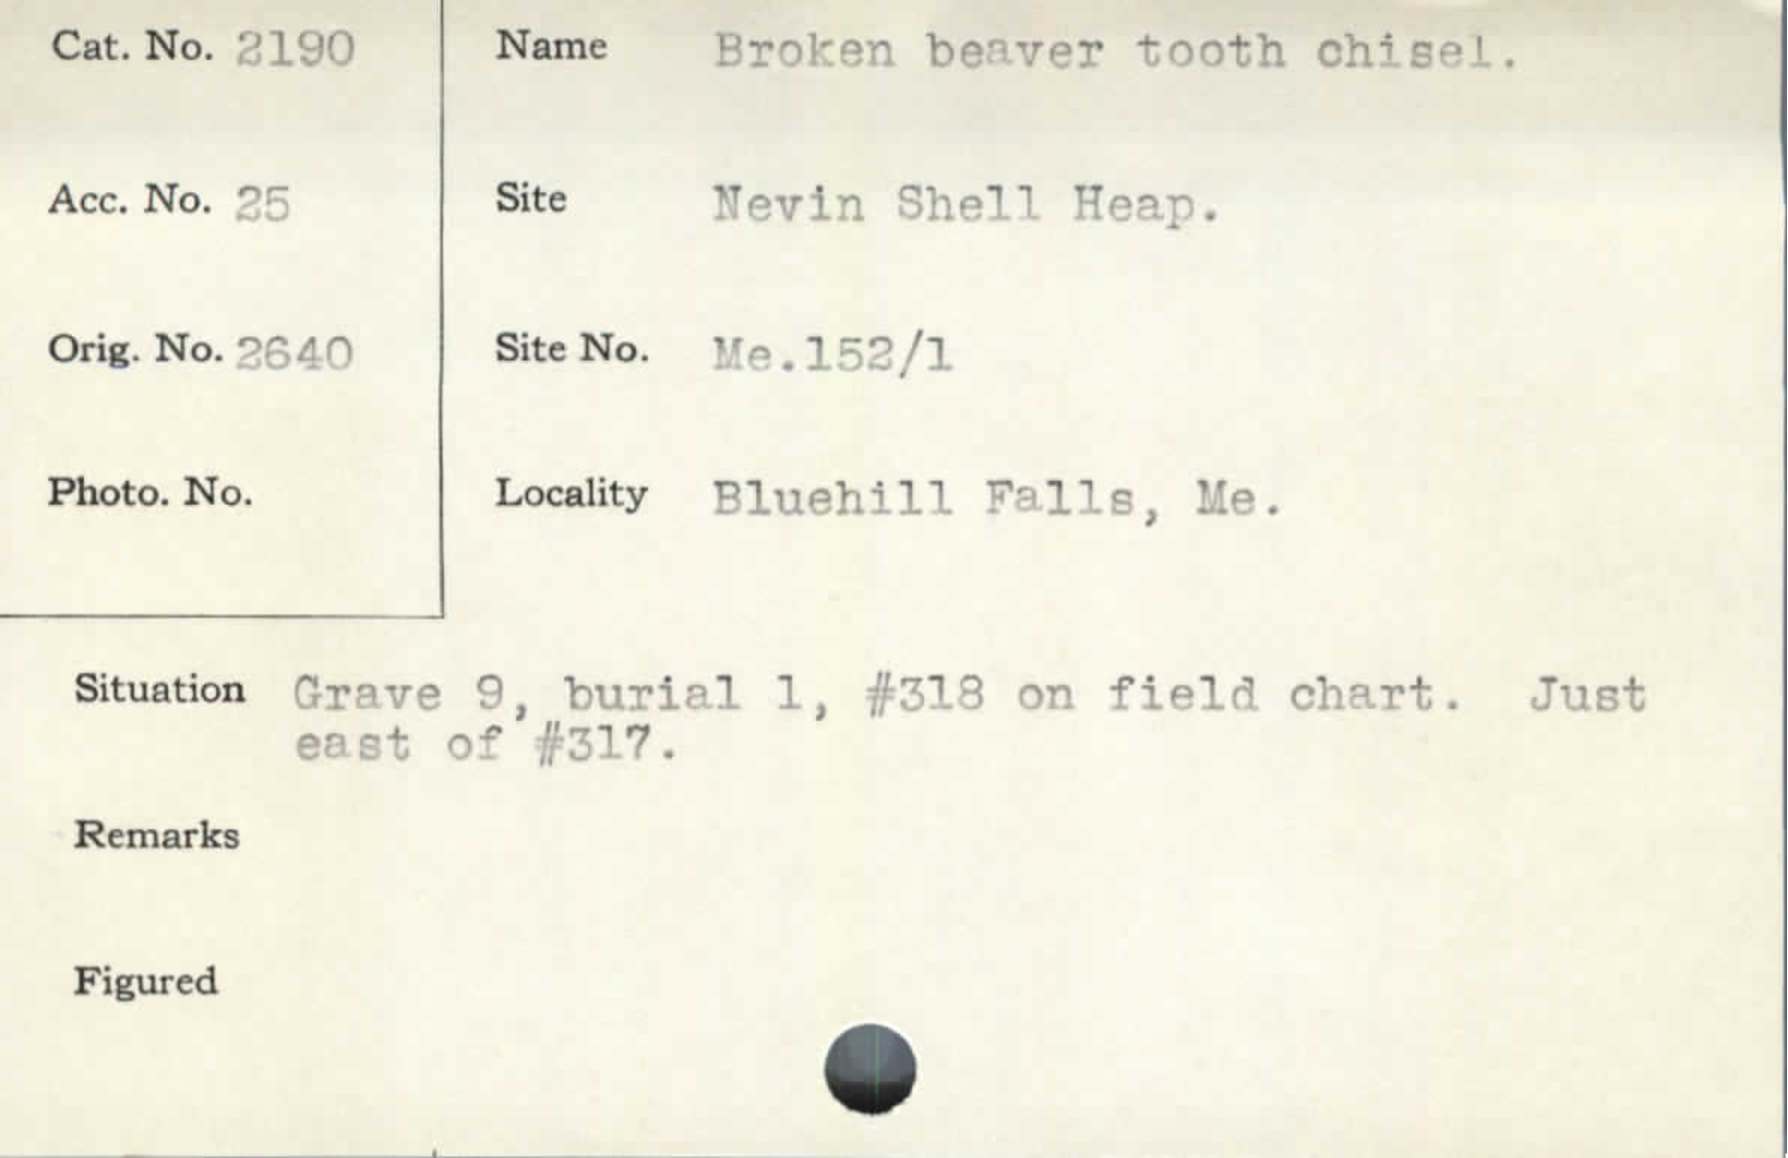 Cat. No. 2190
Name Broken beaver tooth chisel.
Acc. No. 25
Site Nevin Shell Heap.
Orig. No. 2640
Site No. Me.152/1
Photo. No.
Locality Bluehill Falls, Me.
Situation Grave 9, burial 1, #318 on field chart. Just
east of #317.
Remarks
Figured